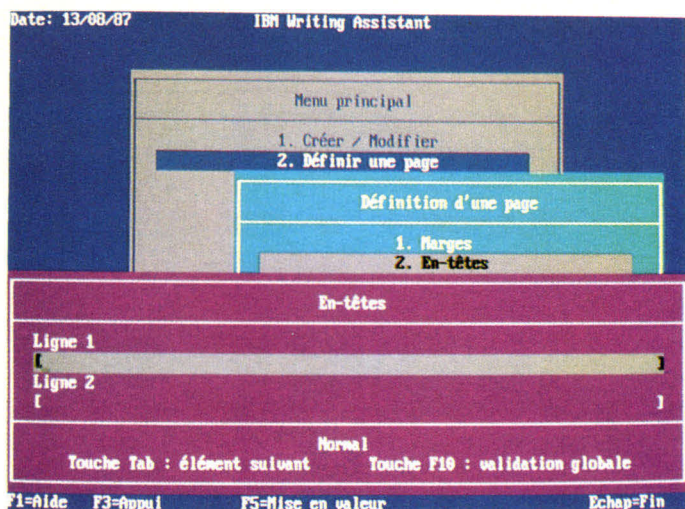 Date: 13/08/87 IBM Writing Assistant
Menu principal
1. Créer / Modifier
2. Définir une page
Définition d'une page
1. Marges
2. En-têtes
En-têtes
Ligne 1
[ ]
Ligne 2
[ ]
Normal
Touche Tab : élément suivant Touche F10 : validation globale
F1=Aide F3=Appui F5=Mise en valeur Echap=Fin